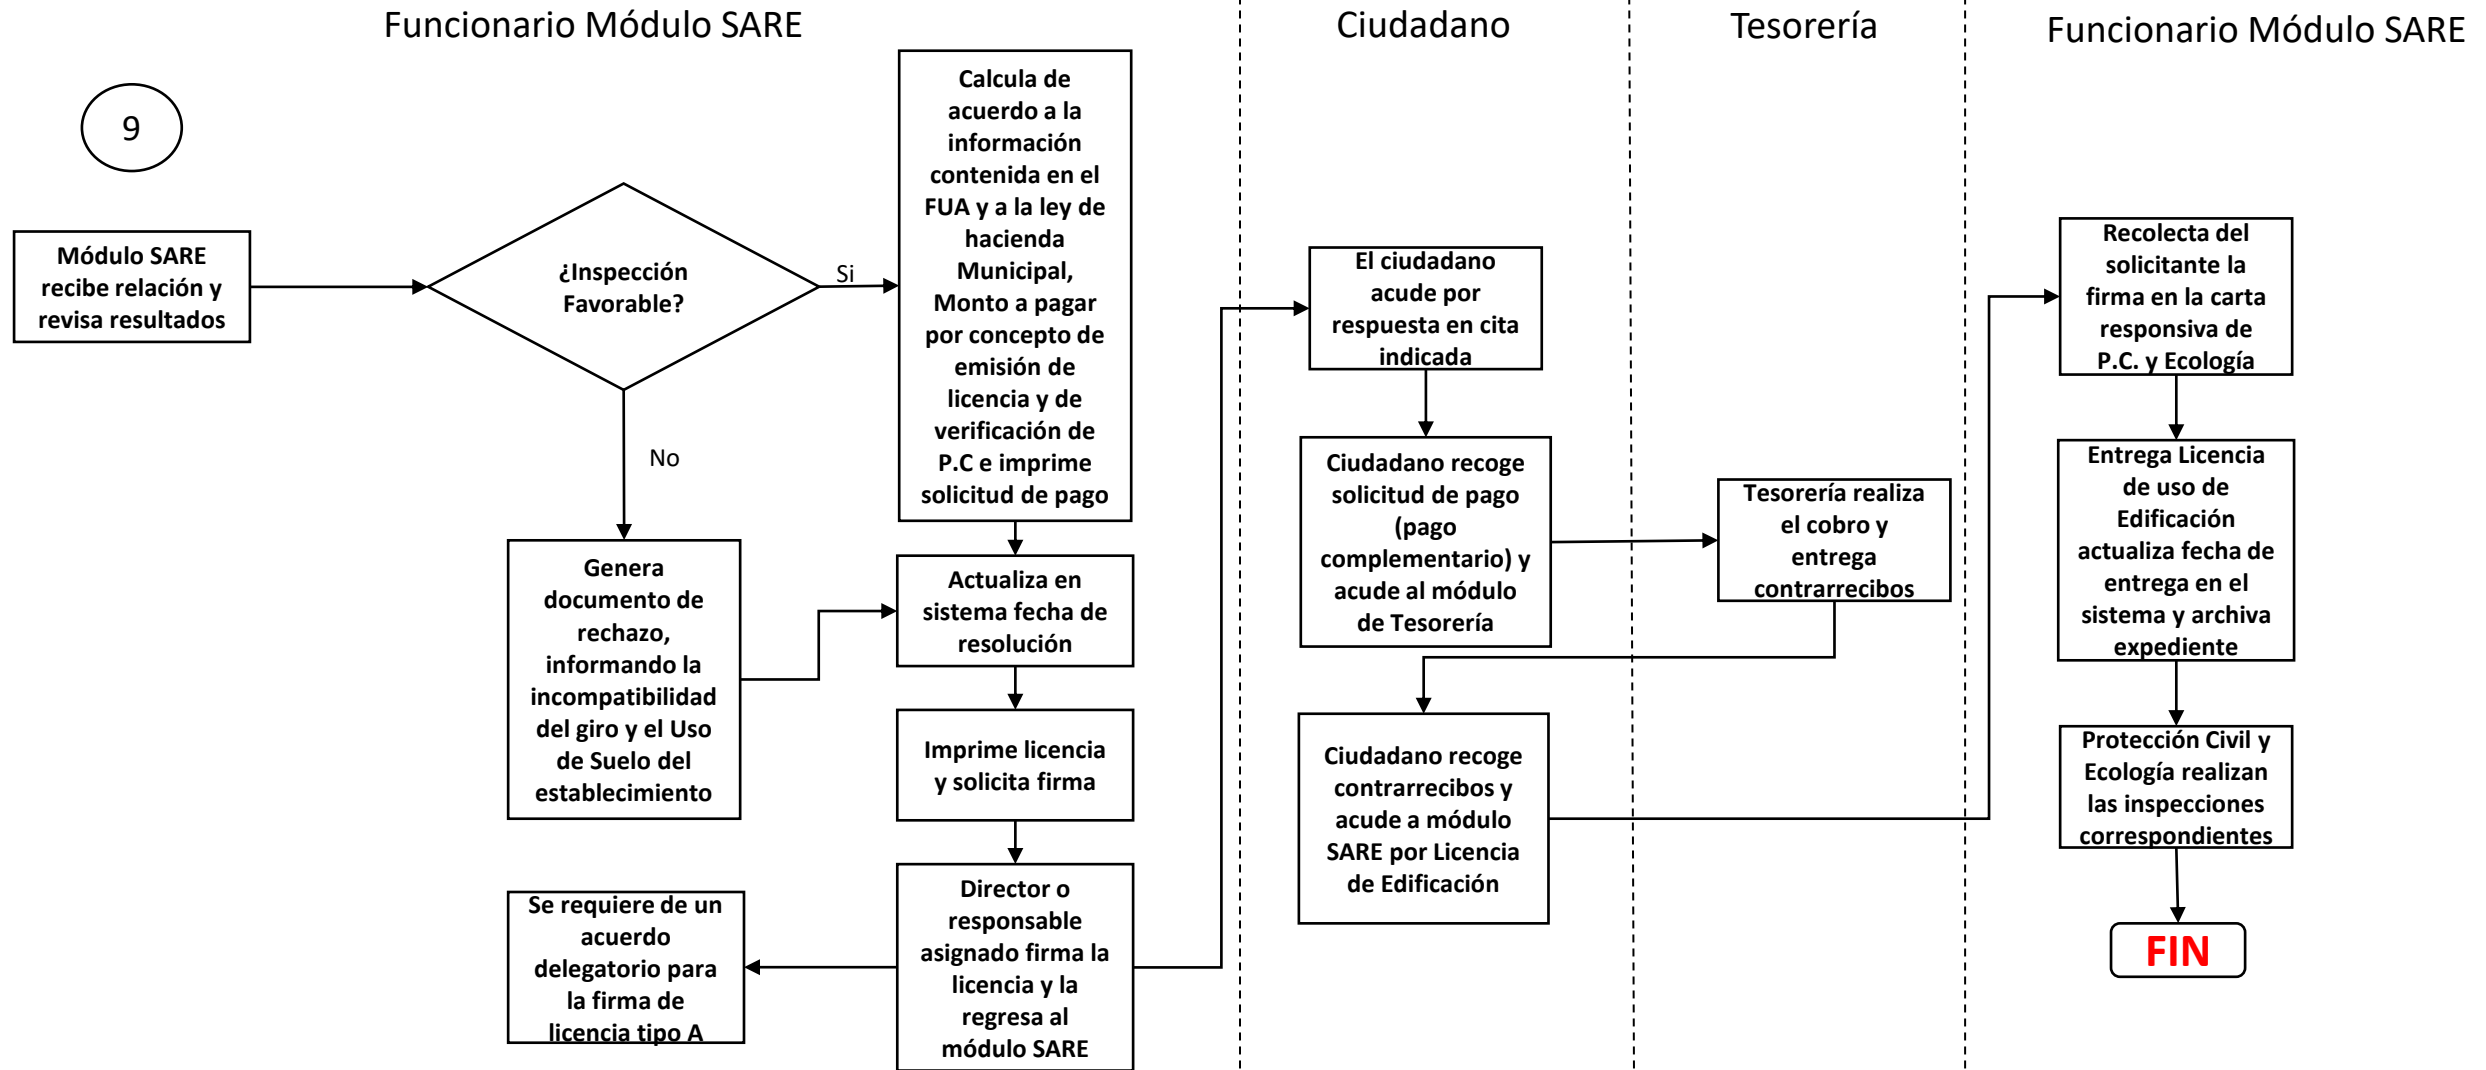 Funcionario Módulo SARE
Ciudadano
Tesorería
Funcionario Módulo SARE
9
Módulo SARE
recibe relación y
revisa resultados
¿Inspección
Favorable?
Si
No
Calcula de
acuerdo a la
información
contenida en el
FUA y a la ley de
hacienda
Municipal,
Monto a pagar
por concepto de
emisión de
licencia y de
verificación de
P.C e imprime
solicitud de pago
Genera
documento de
rechazo,
informando la
incompatibilidad
del giro y el Uso
de Suelo del
establecimiento
Actualiza en
sistema fecha de
resolución
Imprime licencia
y solicita firma
Director o
responsable
asignado firma la
licencia y la
regresa al
módulo SARE
Se requiere de un
acuerdo
delegatorio para
la firma de
licencia tipo A
El ciudadano
acude por
respuesta en cita
indicada
Ciudadano recoge
solicitud de pago
(pago
complementario) y
acude al módulo
de Tesorería
Tesorería realiza
el cobro y
entrega
contrarrecibos
Ciudadano recoge
contrarrecibos y
acude a módulo
SARE por Licencia
de Edificación
Recolecta del
solicitante la
firma en la carta
responsiva de
P.C. y Ecología
Entrega Licencia
de uso de
Edificación
actualiza fecha de
entrega en el
sistema y archiva
expediente
Protección Civil y
Ecología realizan
las inspecciones
correspondientes
FIN